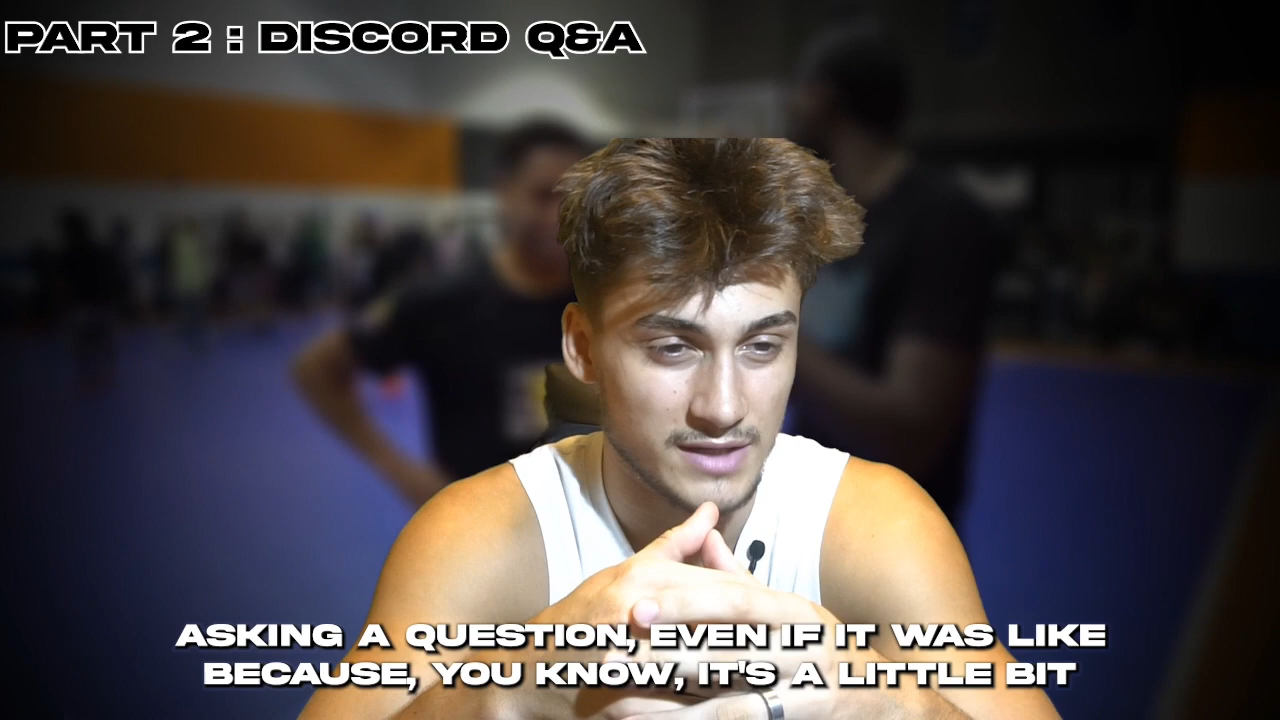 PART 2 : DISCORD Q&A
ASKING A QUESTION, EVEN IF IT WAS LIKE
BECAUSE, YOU KNOW, IT'S A LITTLE BIT